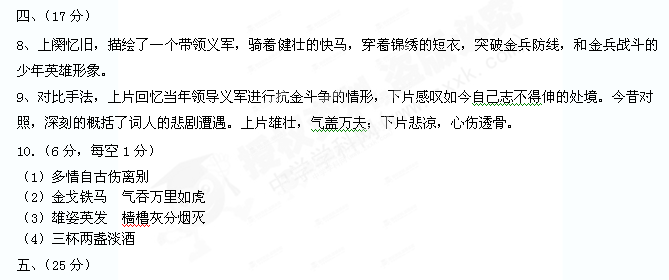 四、（17 分）
8、上阕忆旧，描绘了一个带领义军，骑着健壮的快马，穿着锦绣的短衣，突破金兵防线，和金兵战斗的
少年英雄形象。
9、对比手法，上片回忆当年领导义军进行抗金斗争的情形，下片感叹如今自己志不得伸的处境。今昔对
照，深刻的概括了词人的悲剧遭遇。上片雄壮，气盖万夫；下片悲凉，心伤透骨。
10.（6 分，每空 1 分）
（1）多情自古伤离别
（2）金戈铁马　气吞万里如虎
（3）雄姿英发　樯橹灰分烟灭
（4）三杯两盏淡酒
五、（25 分）